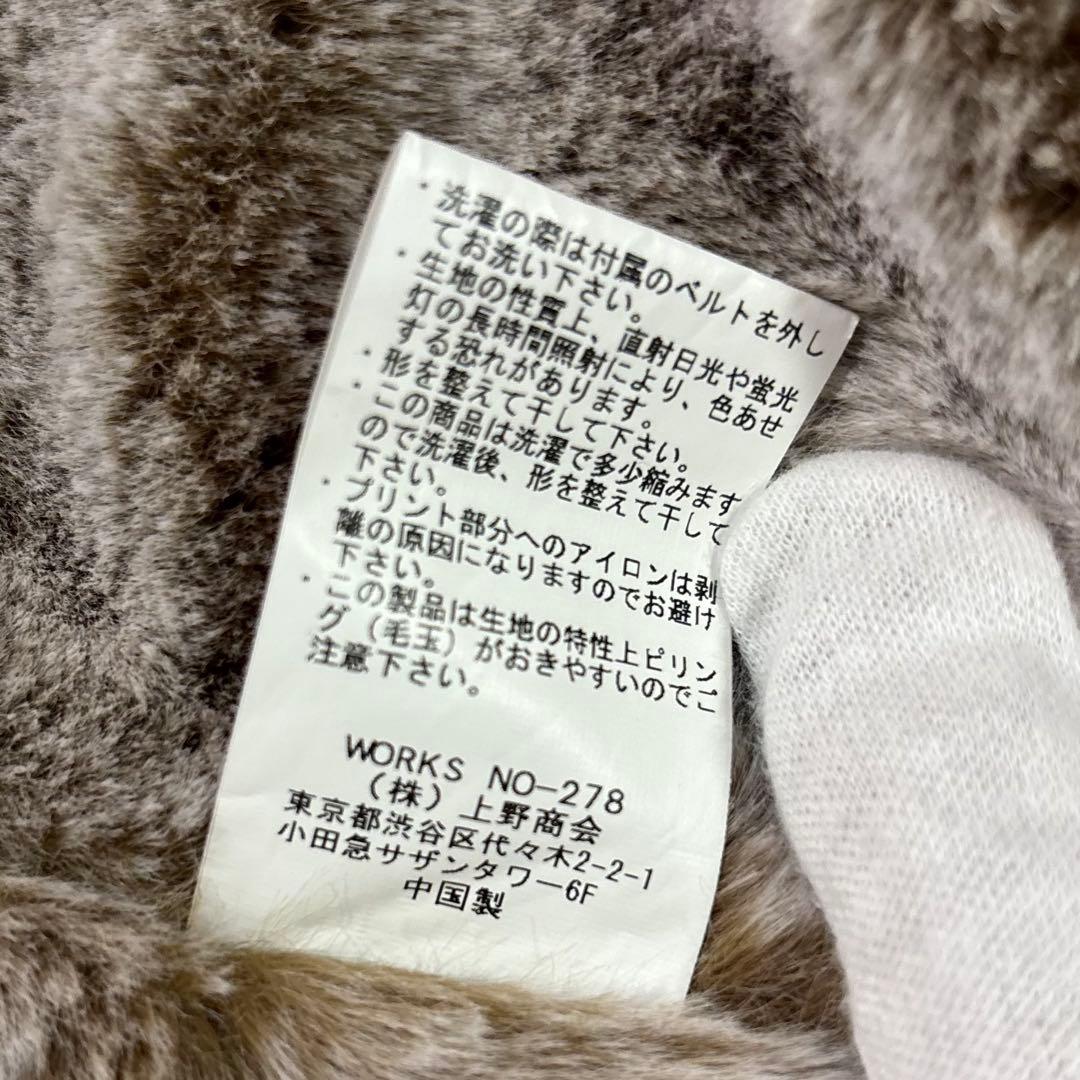 ・洗濯の際は付属のベルトを外し
てお洗い下さい。
・生地の性質上、直射日光や蛍光
灯の長時間照射により、色あせ
する恐れがあります。
・形を整えて干して下さい。
・この商品は洗濯で多少縮みます
ので洗濯後、形を整えて干して
下さい。
・プリント部分へのアイロンは剥
離の原因になりますのでお避け
下さい。
・この製品は生地の特性上ピリン
グ（毛玉）がおきやすいのでご
注意下さい。
WORKS NO-278
（株）上野商会
東京都渋谷区代々木2-2-1
小田急サザンタワー6F
中国製